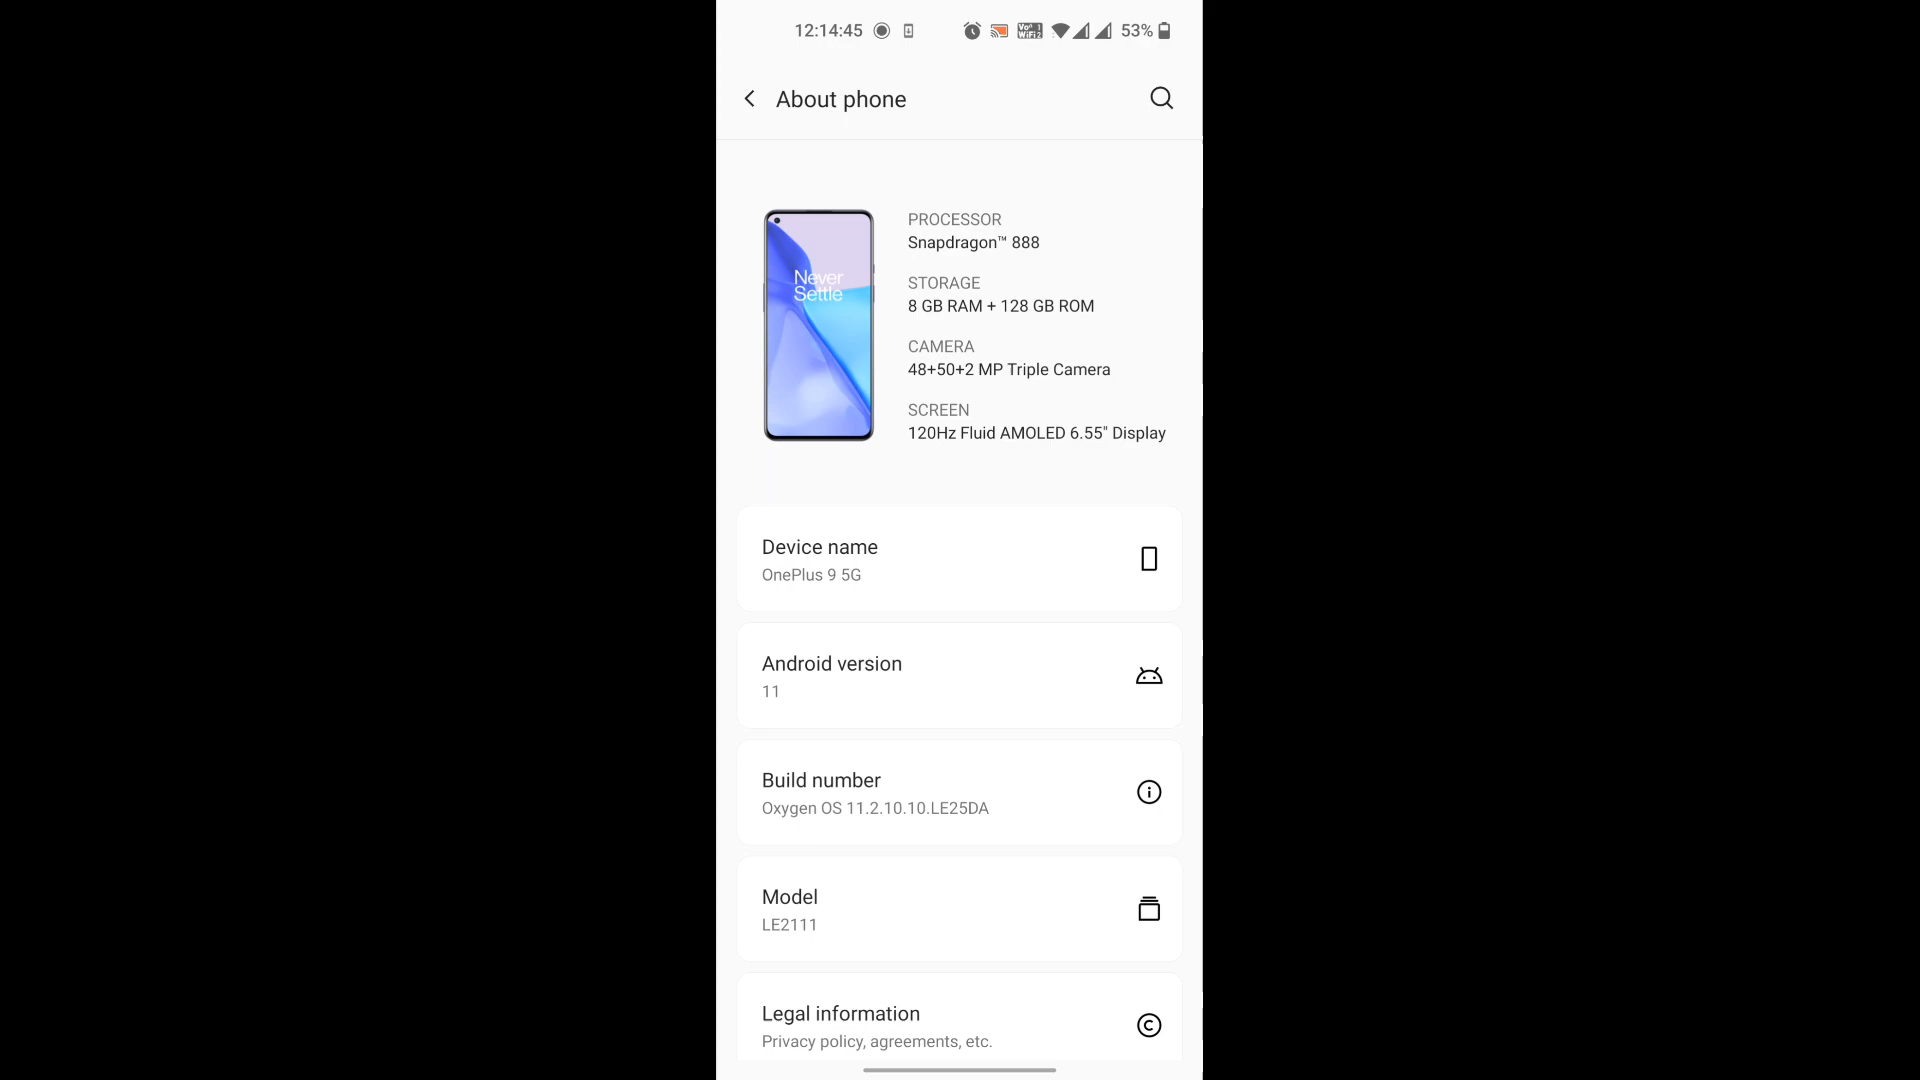 12:14:45 53%
About phone
Never
Settle
PROCESSOR
Snapdragon™ 888
STORAGE
8 GB RAM + 128 GB ROM
CAMERA
48+50+2 MP Triple Camera
SCREEN
120Hz Fluid AMOLED 6.55" Display
Device name
OnePlus 9 5G
Android version
11
Build number
Oxygen OS 11.2.10.10.LE25DA
Model
LE2111
Legal information
Privacy policy, agreements, etc.